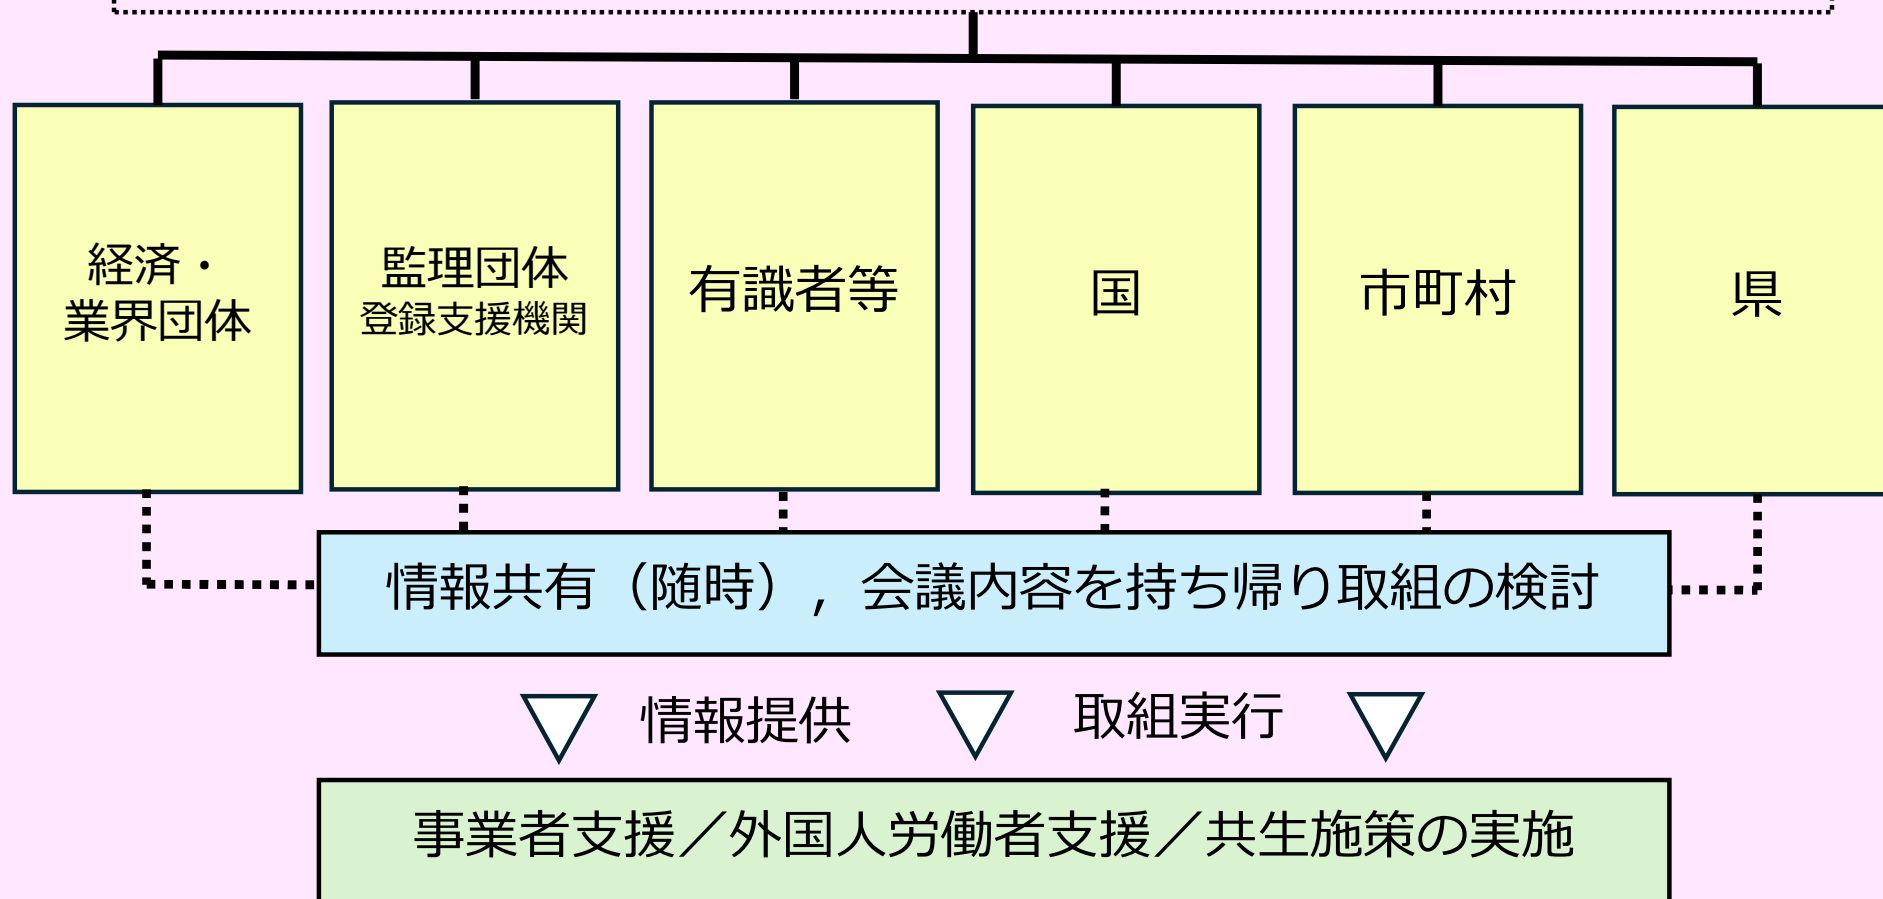 経済・
業界団体
監理団体
登録支援機関
有識者等
国
市町村
県
情報共有（随時），会議内容を持ち帰り取組の検討
情報提供
取組実行
事業者支援／外国人労働者支援／共生施策の実施